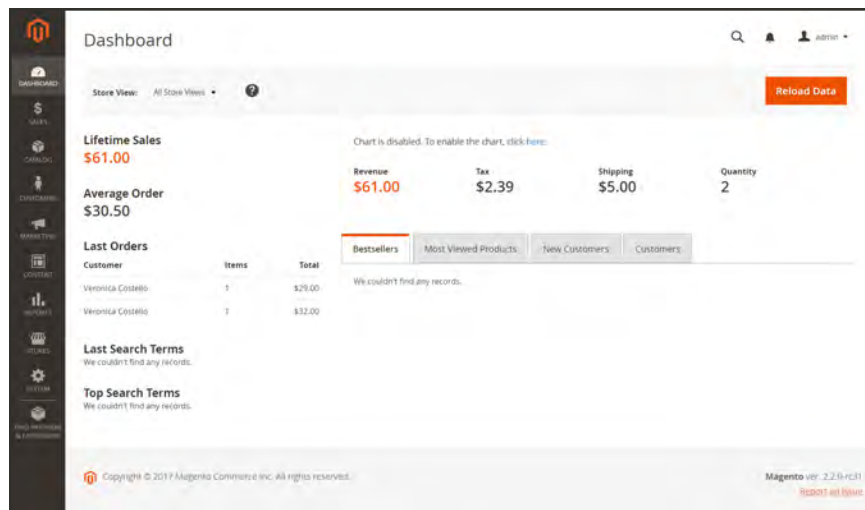 Dashboard
admin
DASHBOARD
SALES
CATALOG
CUSTOMERS
MARKETING
CONTENT
REPORTS
STORES
SYSTEM
FIND PARTNERS
& EXTENSIONS
Store View: All Store Views
Reload Data
Lifetime Sales
$61.00
Average Order
$30.50
Last Orders
Customer Items Total
Veronica Costello 1 $29.00
Veronica Costello 1 $32.00
Last Search Terms
We couldn't find any records.
Top Search Terms
We couldn't find any records.
Chart is disabled. To enable the chart, click here.
Revenue Tax Shipping Quantity
$61.00 $2.39 $5.00 2
Bestsellers Most Viewed Products New Customers Customers
We couldn't find any records.
Copyright © 2017 Magento Commerce Inc. All rights reserved.
Magento ver. 2.2.0-rc31
Report an Issue